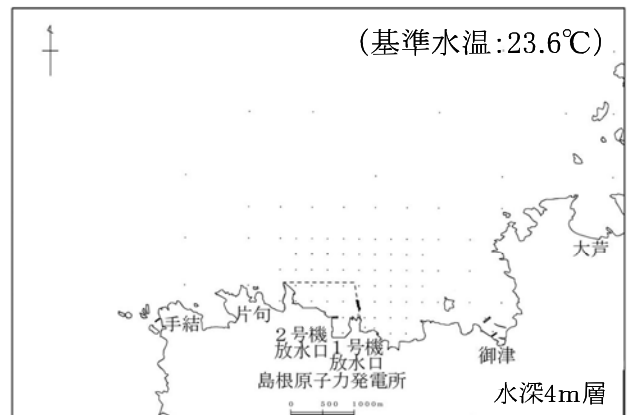 (基準水温:23.6℃)
大芦
手結
片句
2号機
放水口
1号機
放水口
御津
島根原子力発電所
水深4m層
0 500 1000m